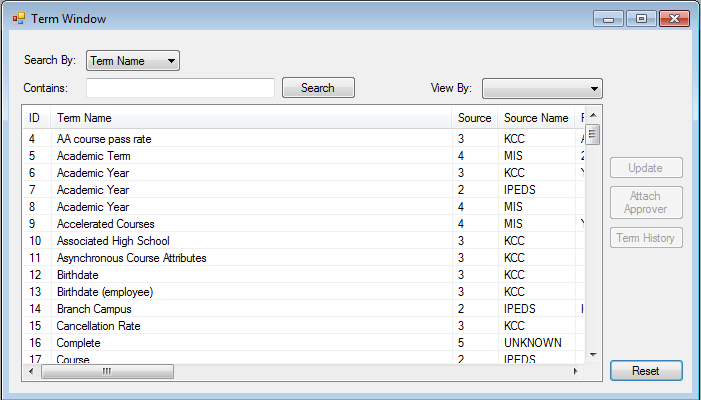 Term Window
Search By: Term Name
Contains: Search View By:
ID Term Name Source Source Name
4 AA course pass rate 3 KCC
5 Academic Term 4 MIS 2
6 Academic Year 3 KCC
7 Academic Year 2 IPEDS
8 Academic Year 4 MIS
9 Accelerated Courses 4 MIS
10 Associated High School 3 KCC
11 Asynchronous Course Attributes 3 KCC
12 Birthdate 3 KCC
13 Birthdate (employee) 3 KCC
14 Branch Campus 2 IPEDS
15 Cancellation Rate 3 KCC
16 Complete 5 UNKNOWN
17 Course 2 IPEDS
Update
Attach
Approver
Term History
Reset